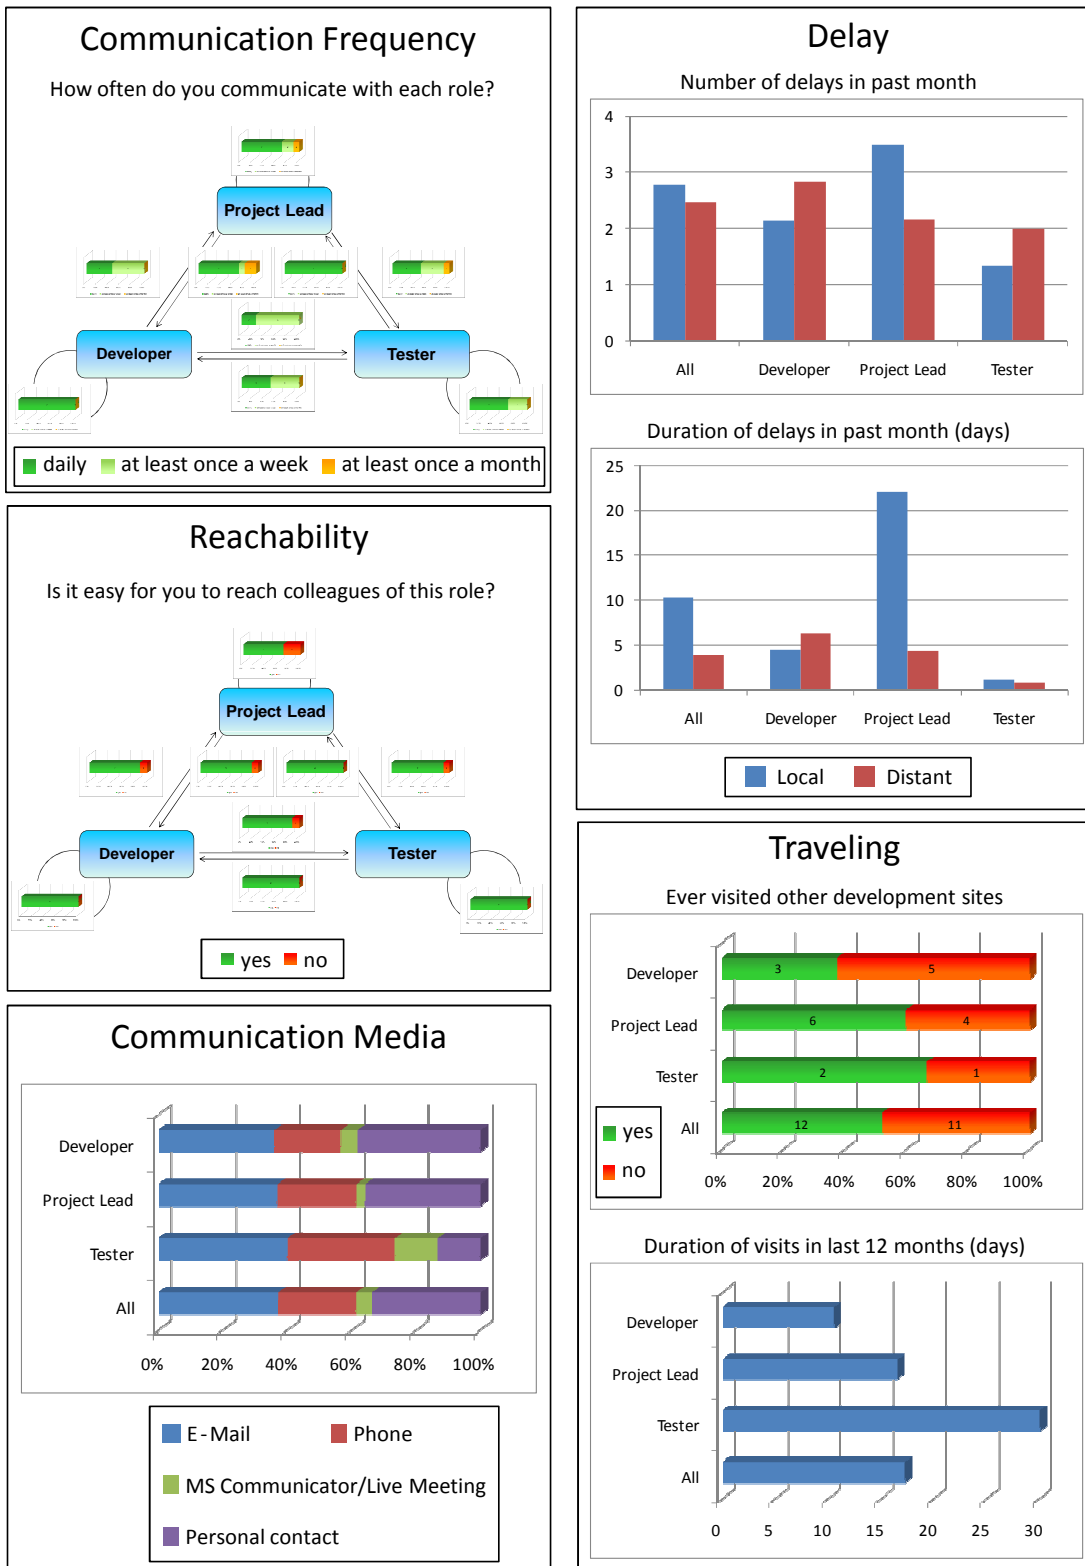 Communication Frequency
How often do you communicate with each role?
Project Lead
Developer
Tester
daily at least once a week at least once a month
Reachability
Is it easy for you to reach colleagues of this role?
Project Lead
Developer
Tester
yes no
Communication Media
Developer
Project Lead
Tester
All
0% 20% 40% 60% 80% 100%
E-Mail Phone
MS Communicator/Live Meeting
Personal contact
Delay
Number of delays in past month
4
3
2
1
0
All Developer Project Lead Tester
Duration of delays in past month (days)
25
20
15
10
5
0
All Developer Project Lead Tester
Local Distant
Traveling
Ever visited other development sites
Developer 3 5
Project Lead 6 4
Tester 2 1
All 12 11
yes
no
0% 20% 40% 60% 80% 100%
Duration of visits in last 12 months (days)
Developer
Project Lead
Tester
All
0 5 10 15 20 25 30